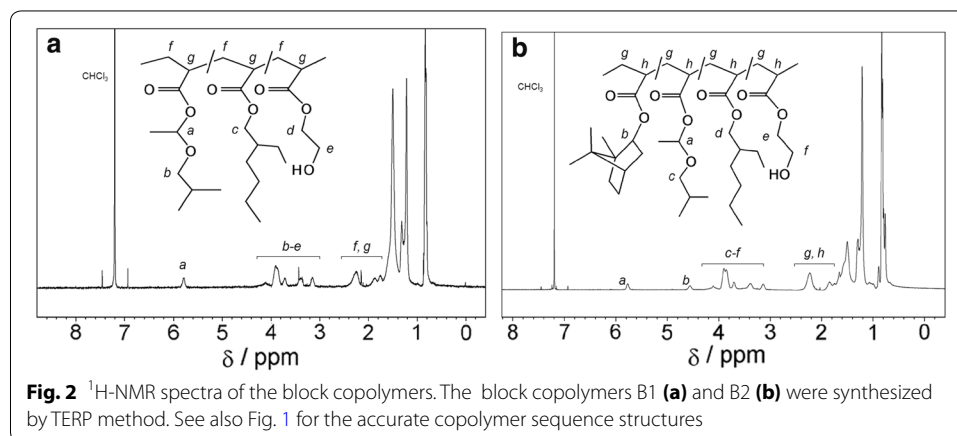 a
CHCl₃
f f f
g g g
O O O
O O O
a c d
O e
b HO
b-e
f, g
a
8 7 6 5 4 3 2 1 0
δ / ppm
b
CHCl₃
g g g g
h h h h
O O O O
O O O O
b a d e
O f
c HO
c-f
g, h
a b
8 7 6 5 4 3 2 1 0
δ / ppm
Fig. 2 ¹H-NMR spectra of the block copolymers. The block copolymers B1 (a) and B2 (b) were synthesized
by TERP method. See also Fig. 1 for the accurate copolymer sequence structures